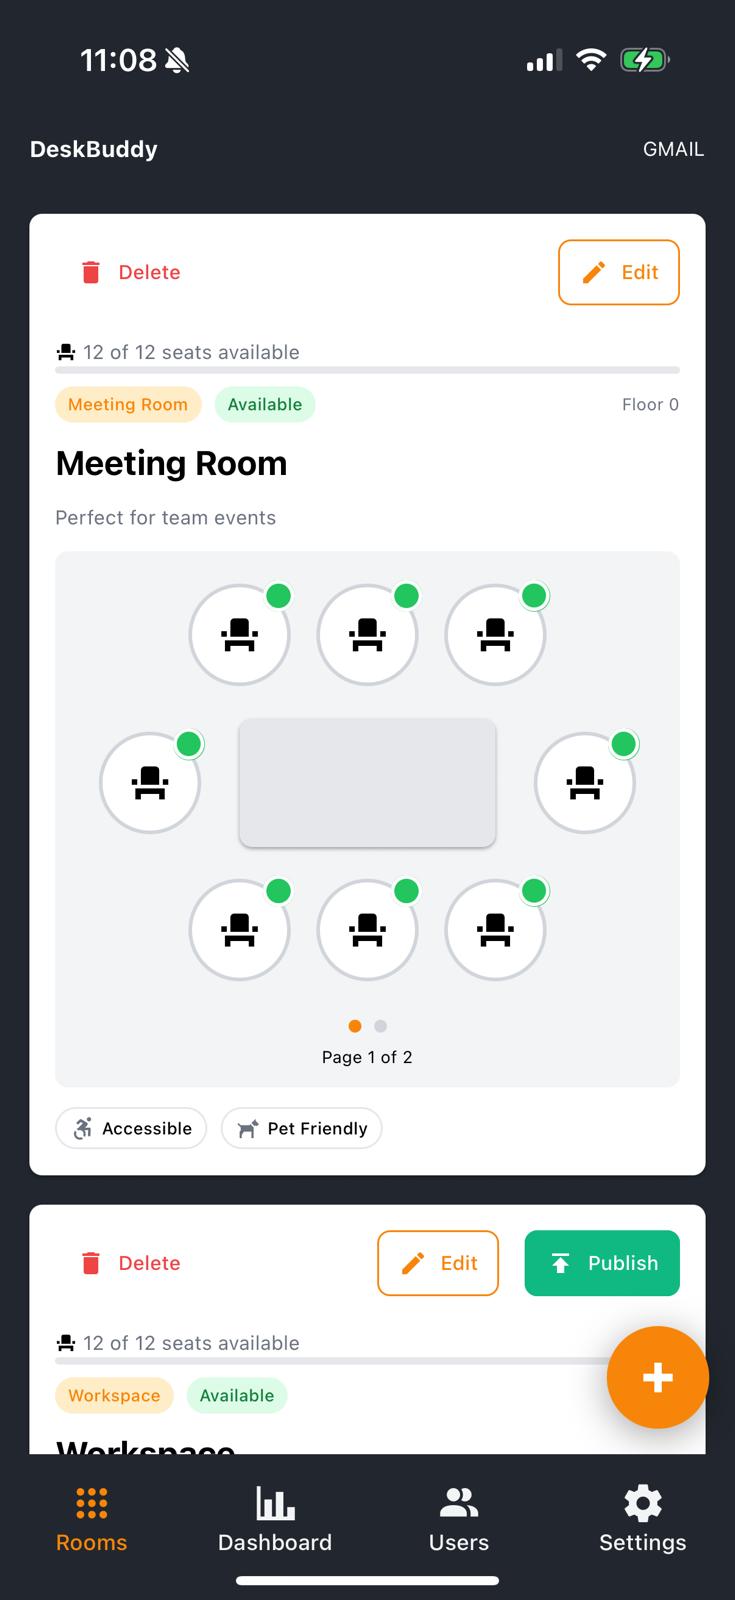 11:08
DeskBuddy
GMAIL
Delete
Edit
12 of 12 seats available
Meeting Room
Available
Floor 0
Meeting Room
Perfect for team events
Page 1 of 2
Accessible
Pet Friendly
Delete
Edit
Publish
12 of 12 seats available
Workspace
Available
Workspace
Rooms
Dashboard
Users
Settings